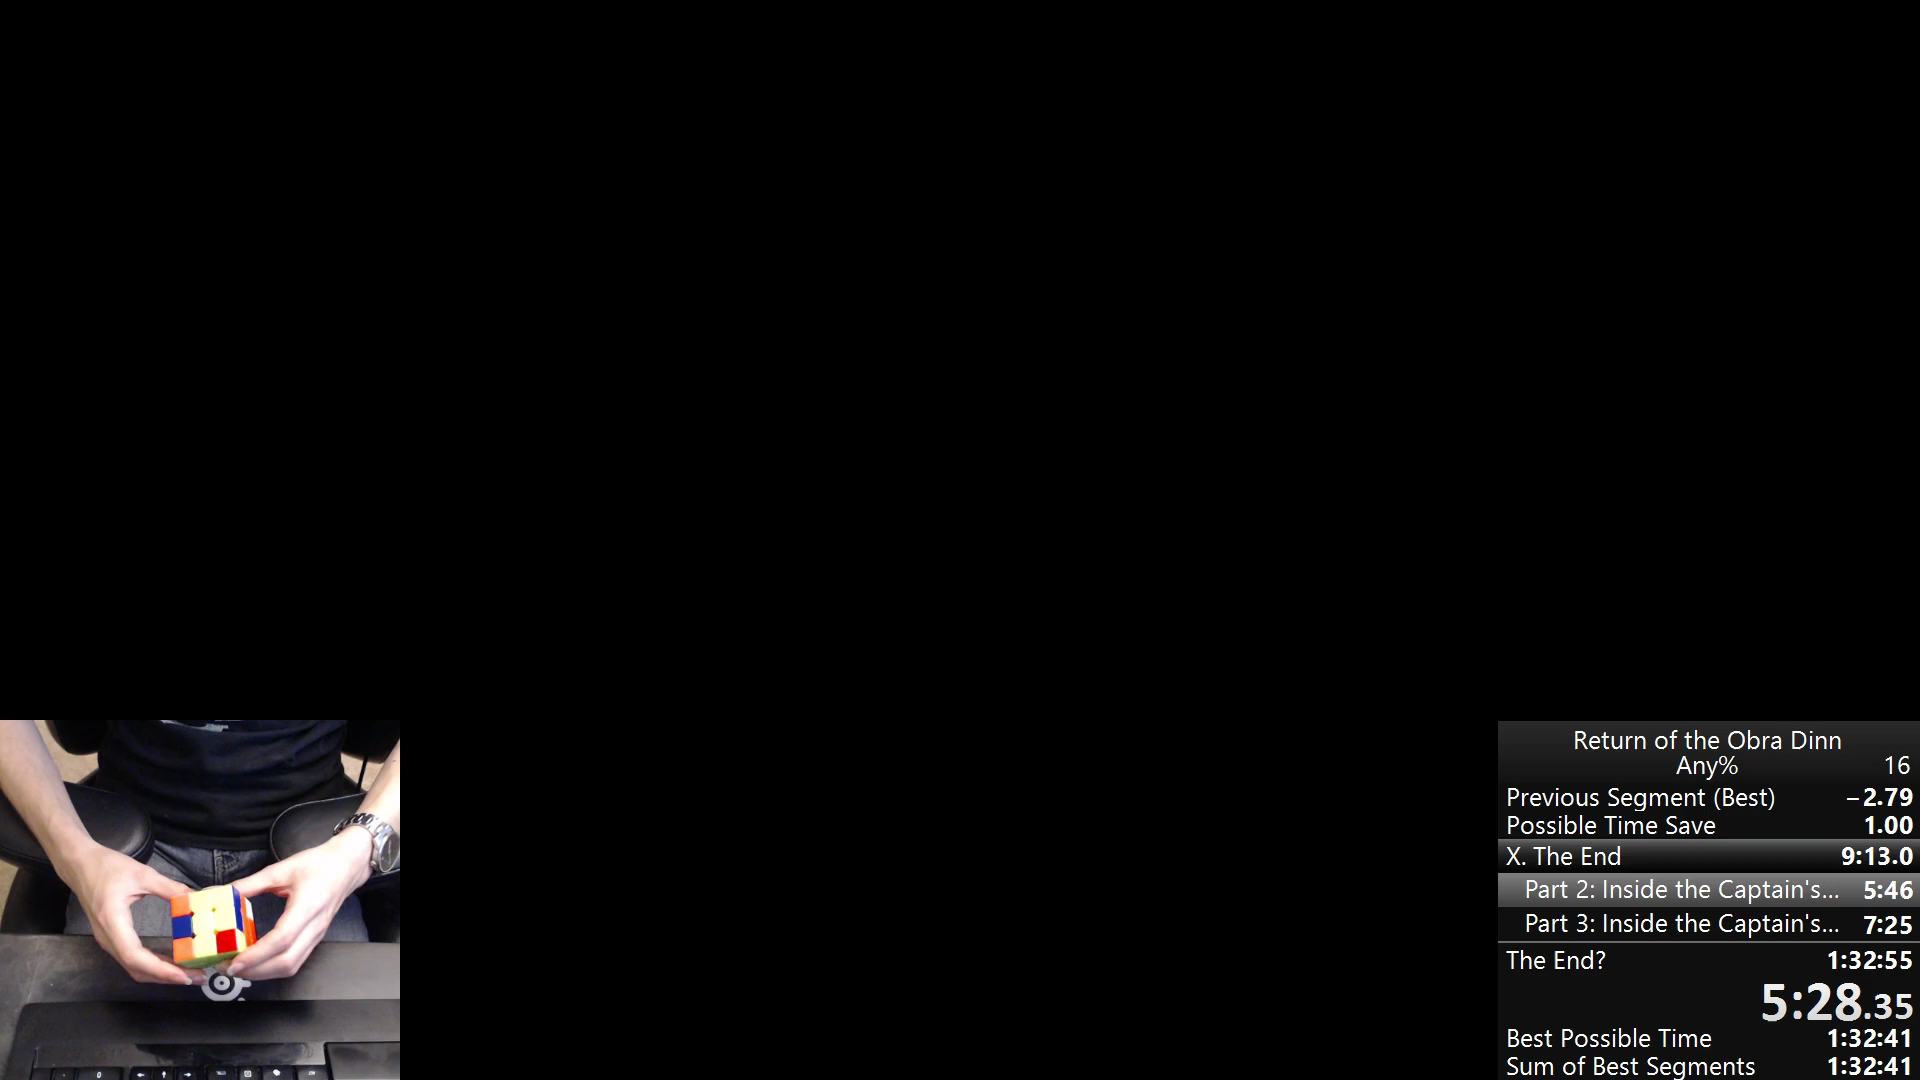 Return of the Obra Dinn
Any% 16
Previous Segment (Best) −2.79
Possible Time Save 1.00
X. The End 9:13.0
Part 2: Inside the Captain's... 5:46
Part 3: Inside the Captain's... 7:25
The End? 1:32:55
5:28.35
Best Possible Time 1:32:41
Sum of Best Segments 1:32:41